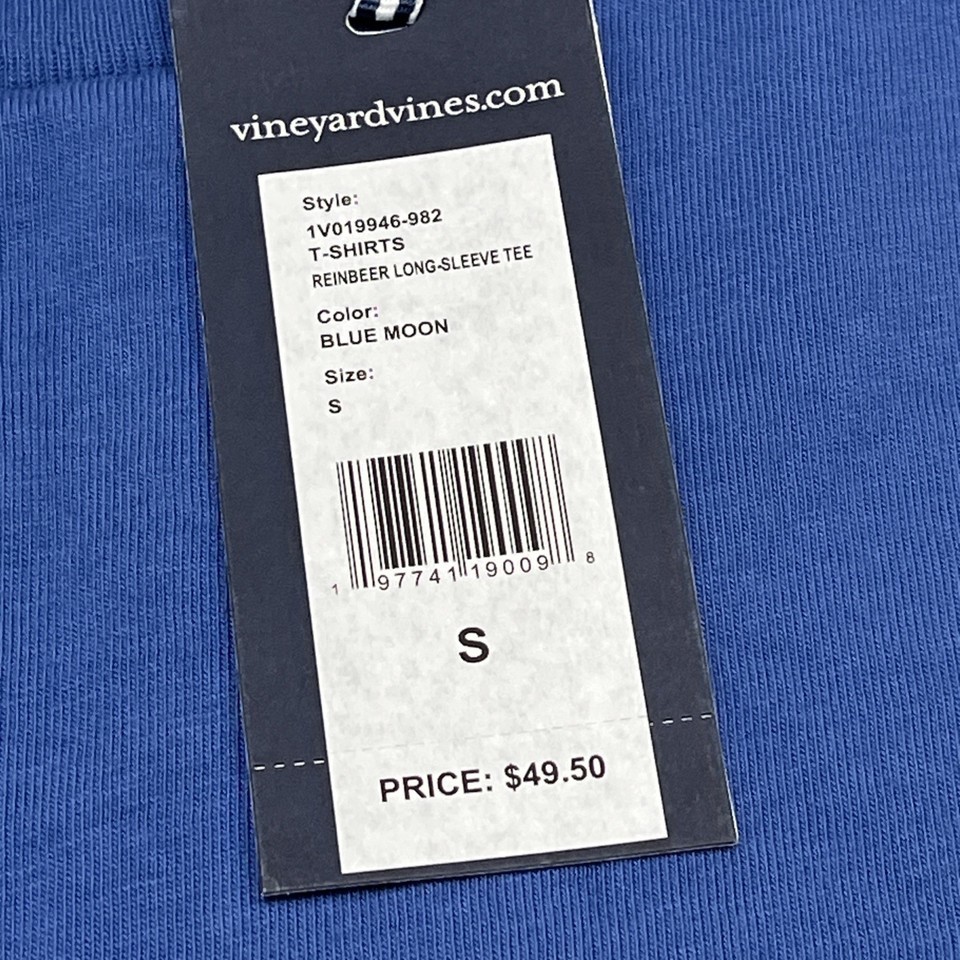 vineyardvines.com
Style:
1V019946-982
T-SHIRTS
REINBEER LONG-SLEEVE TEE
Color:
BLUE MOON
Size:
S
1 97741 19009 8
S
PRICE: $49.50